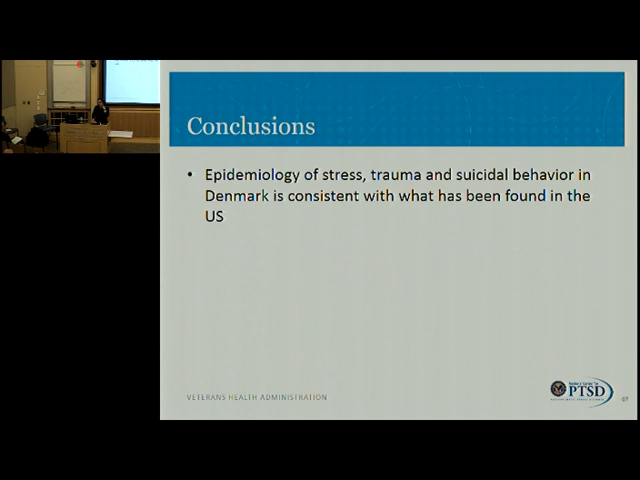 Conclusions
• Epidemiology of stress, trauma and suicidal behavior in
Denmark is consistent with what has been found in the
US
VETERANS HEALTH ADMINISTRATION
PTSD